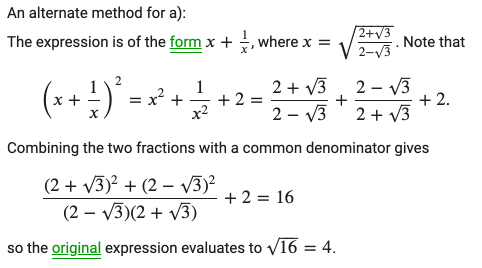 An alternate method for a):
The expression is of the form x + 1/x, where x = √((2+√3)/(2−√3)). Note that
(x + 1/x)² = x² + 1/x² + 2 = (2 + √3)/(2 − √3) + (2 − √3)/(2 + √3) + 2.
Combining the two fractions with a common denominator gives
((2 + √3)² + (2 − √3)²)/((2 − √3)(2 + √3)) + 2 = 16
so the original expression evaluates to √16 = 4.